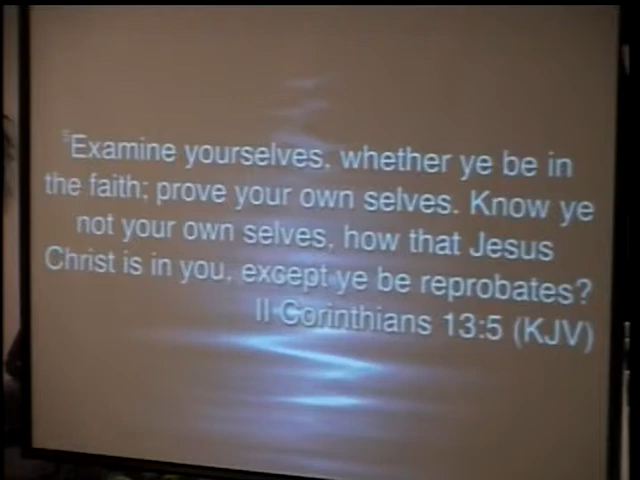 ⁵Examine yourselves, whether ye be in
the faith; prove your own selves. Know ye
not your own selves, how that Jesus
Christ is in you, except ye be reprobates?
II Corinthians 13:5 (KJV)